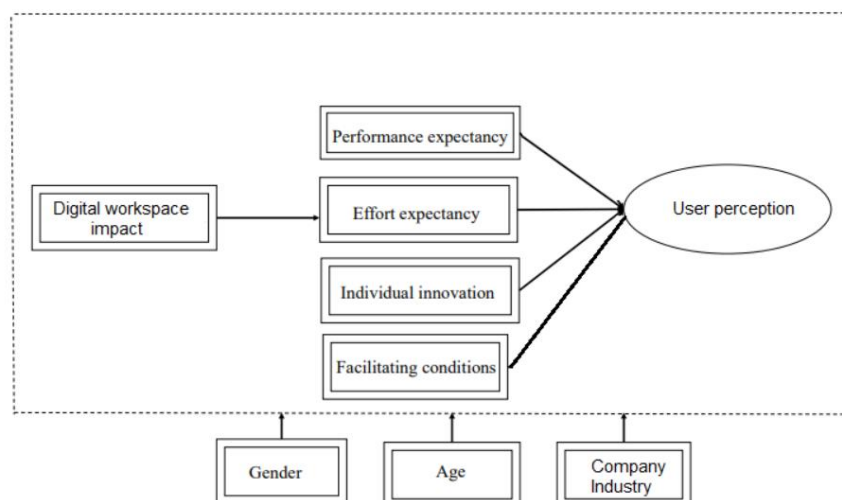 Performance expectancy
Digital workspace
impact
Effort expectancy
User perception
Individual innovation
Facilitating conditions
Gender
Age
Company
Industry